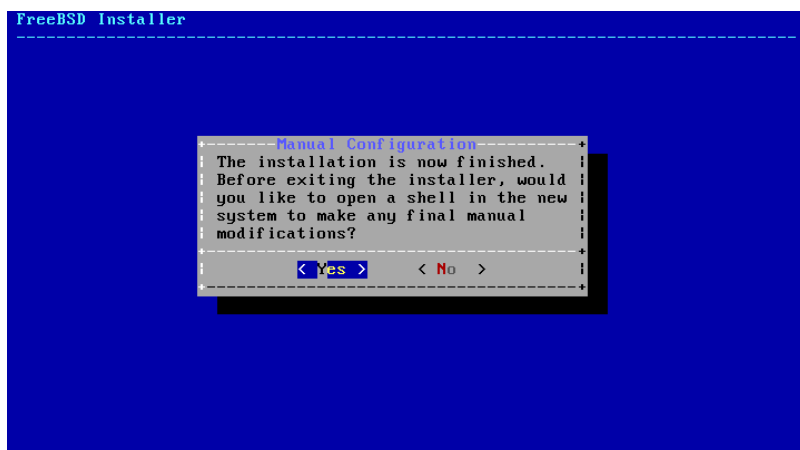 FreeBSD Installer
Manual Configuration
The installation is now finished.
Before exiting the installer, would
you like to open a shell in the new
system to make any final manual
modifications?
< Yes > < No >